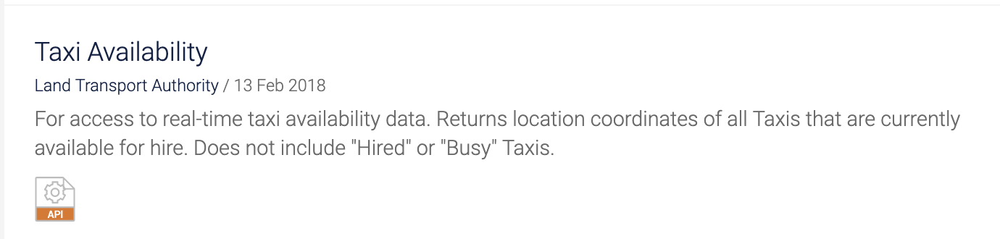 Taxi Availability
Land Transport Authority / 13 Feb 2018
For access to real-time taxi availability data. Returns location coordinates of all Taxis that are currently
available for hire. Does not include "Hired" or "Busy" Taxis.
API